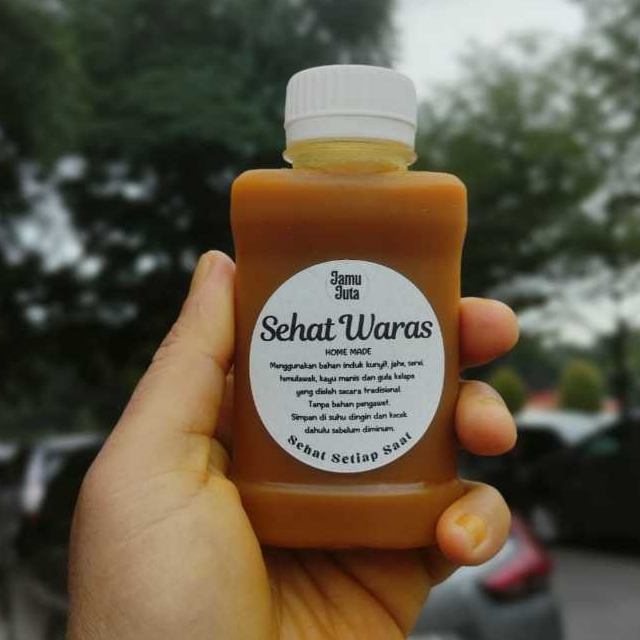 Jamu
Juta
Sehat Waras
HOME MADE
Menggunakan bahan induk kunyit, jahe, serai,
temulawak, kayu manis dan gula kelapa
yang diolah secara tradisional.
Tanpa bahan pengawet.
Simpan di suhu dingin dan kocok
dahulu sebelum diminum.
Sehat Setiap Saat